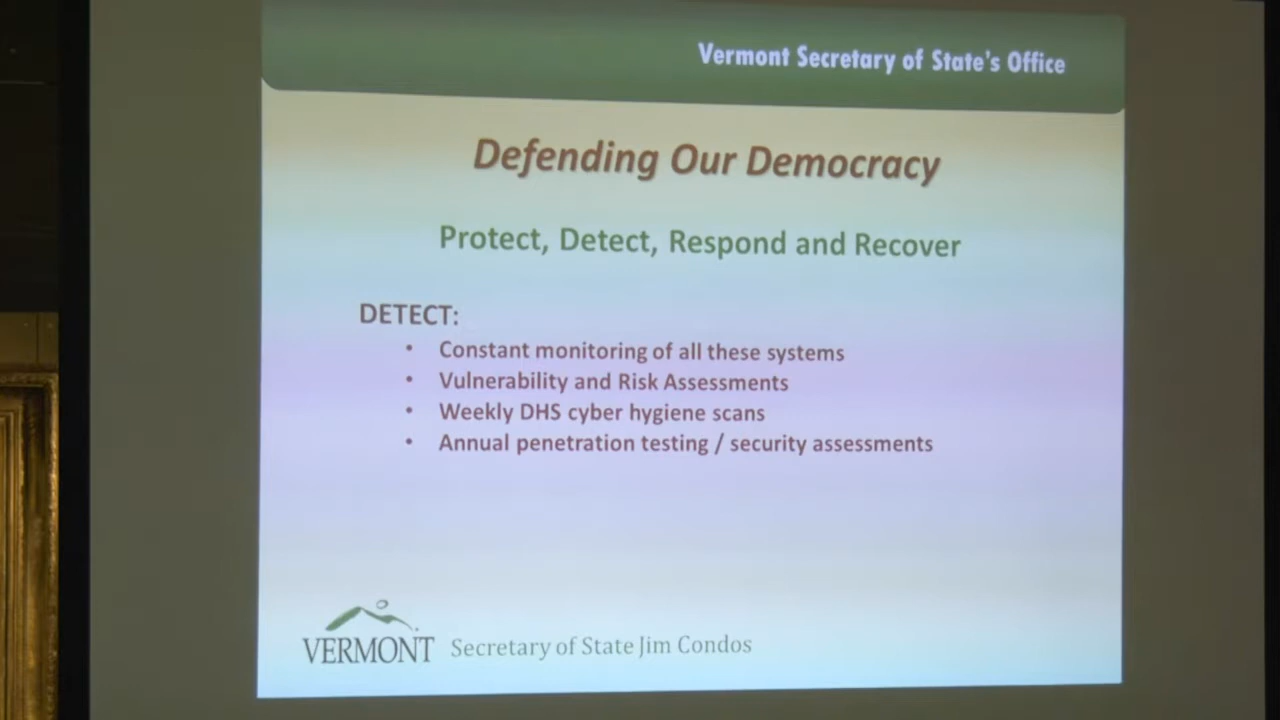 Vermont Secretary of State's Office
Defending Our Democracy
Protect, Detect, Respond and Recover
DETECT:
• Constant monitoring of all these systems
• Vulnerability and Risk Assessments
• Weekly DHS cyber hygiene scans
• Annual penetration testing / security assessments
VERMONT Secretary of State Jim Condos